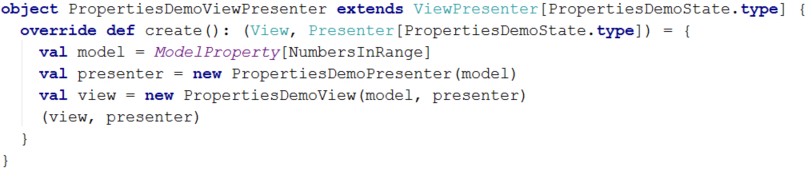 object PropertiesDemoViewPresenter extends ViewPresenter[PropertiesDemoState.type] {
  override def create(): (View, Presenter[PropertiesDemoState.type]) = {
    val model = ModelProperty[NumbersInRange]
    val presenter = new PropertiesDemoPresenter(model)
    val view = new PropertiesDemoView(model, presenter)
    (view, presenter)
  }
}